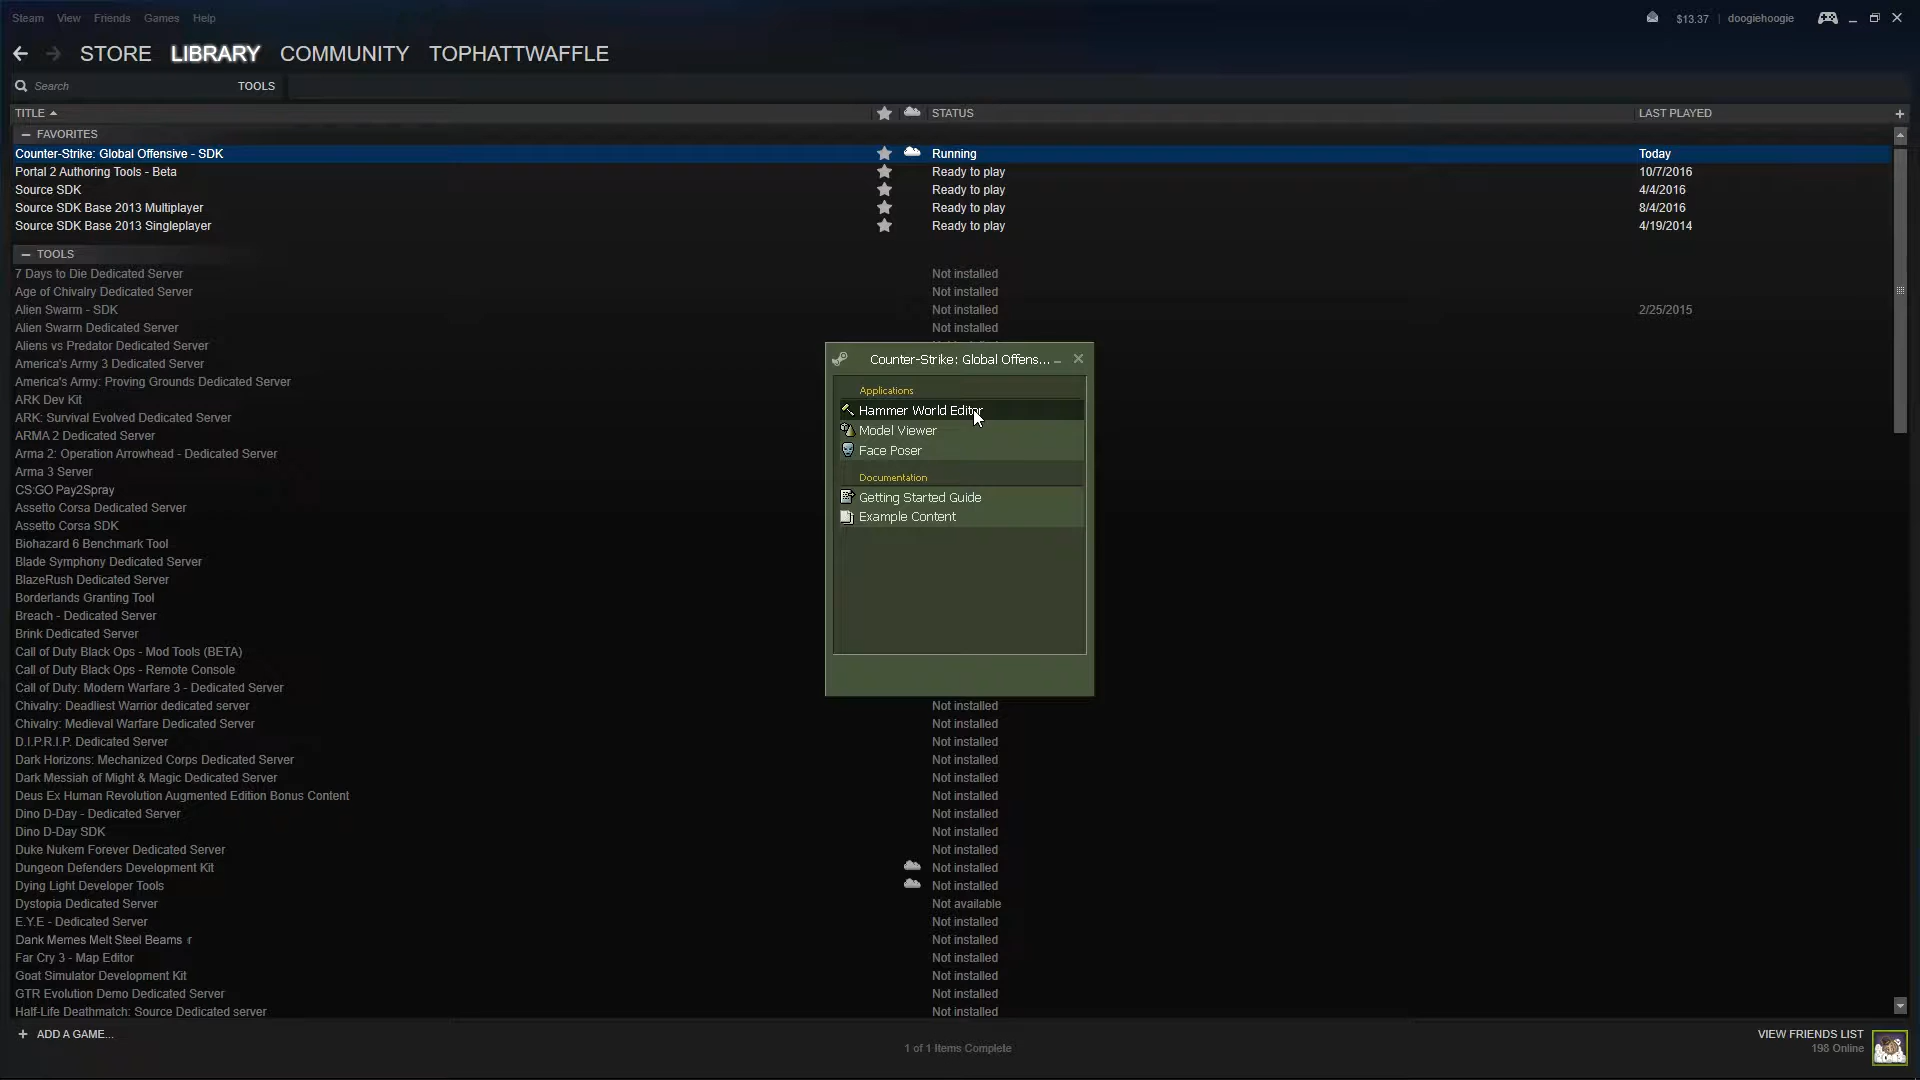 Steam View Friends Games Help
$13.37 | doogiehoogie
STORE LIBRARY COMMUNITY TOPHATTWAFFLE
Search TOOLS
TITLE STATUS LAST PLAYED +
− FAVORITES
Counter-Strike: Global Offensive - SDK Running Today
Portal 2 Authoring Tools - Beta Ready to play 10/7/2016
Source SDK Ready to play 4/4/2016
Source SDK Base 2013 Multiplayer Ready to play 8/4/2016
Source SDK Base 2013 Singleplayer Ready to play 4/19/2014
− TOOLS
7 Days to Die Dedicated Server Not installed
Age of Chivalry Dedicated Server Not installed
Alien Swarm - SDK Not installed 2/25/2015
Alien Swarm Dedicated Server Not installed
Aliens vs Predator Dedicated Server
America's Army 3 Dedicated Server
America's Army: Proving Grounds Dedicated Server
ARK Dev Kit
ARK: Survival Evolved Dedicated Server
ARMA 2 Dedicated Server
Arma 2: Operation Arrowhead - Dedicated Server
Arma 3 Server
CS:GO Pay2Spray
Assetto Corsa Dedicated Server
Assetto Corsa SDK
Biohazard 6 Benchmark Tool
Blade Symphony Dedicated Server
BlazeRush Dedicated Server
Borderlands Granting Tool
Breach - Dedicated Server
Brink Dedicated Server
Call of Duty Black Ops - Mod Tools (BETA)
Call of Duty Black Ops - Remote Console
Call of Duty: Modern Warfare 3 - Dedicated Server
Counter-Strike: Global Offens...
Applications
Hammer World Editor
Model Viewer
Face Poser
Documentation
Getting Started Guide
Example Content
Chivalry: Deadliest Warrior dedicated server Not installed
Chivalry: Medieval Warfare Dedicated Server Not installed
D.I.P.R.I.P. Dedicated Server Not installed
Dark Horizons: Mechanized Corps Dedicated Server Not installed
Dark Messiah of Might & Magic Dedicated Server Not installed
Deus Ex Human Revolution Augmented Edition Bonus Content Not installed
Dino D-Day - Dedicated Server Not installed
Dino D-Day SDK Not installed
Duke Nukem Forever Dedicated Server Not installed
Dungeon Defenders Development Kit Not installed
Dying Light Developer Tools Not installed
Dystopia Dedicated Server Not available
E.Y.E - Dedicated Server Not installed
Dank Memes Melt Steel Beams r Not installed
Far Cry 3 - Map Editor Not installed
Goat Simulator Development Kit Not installed
GTR Evolution Demo Dedicated Server Not installed
Half-Life Deathmatch: Source Dedicated server Not installed
+ ADD A GAME...
1 of 1 Items Complete
VIEW FRIENDS LIST
198 Online